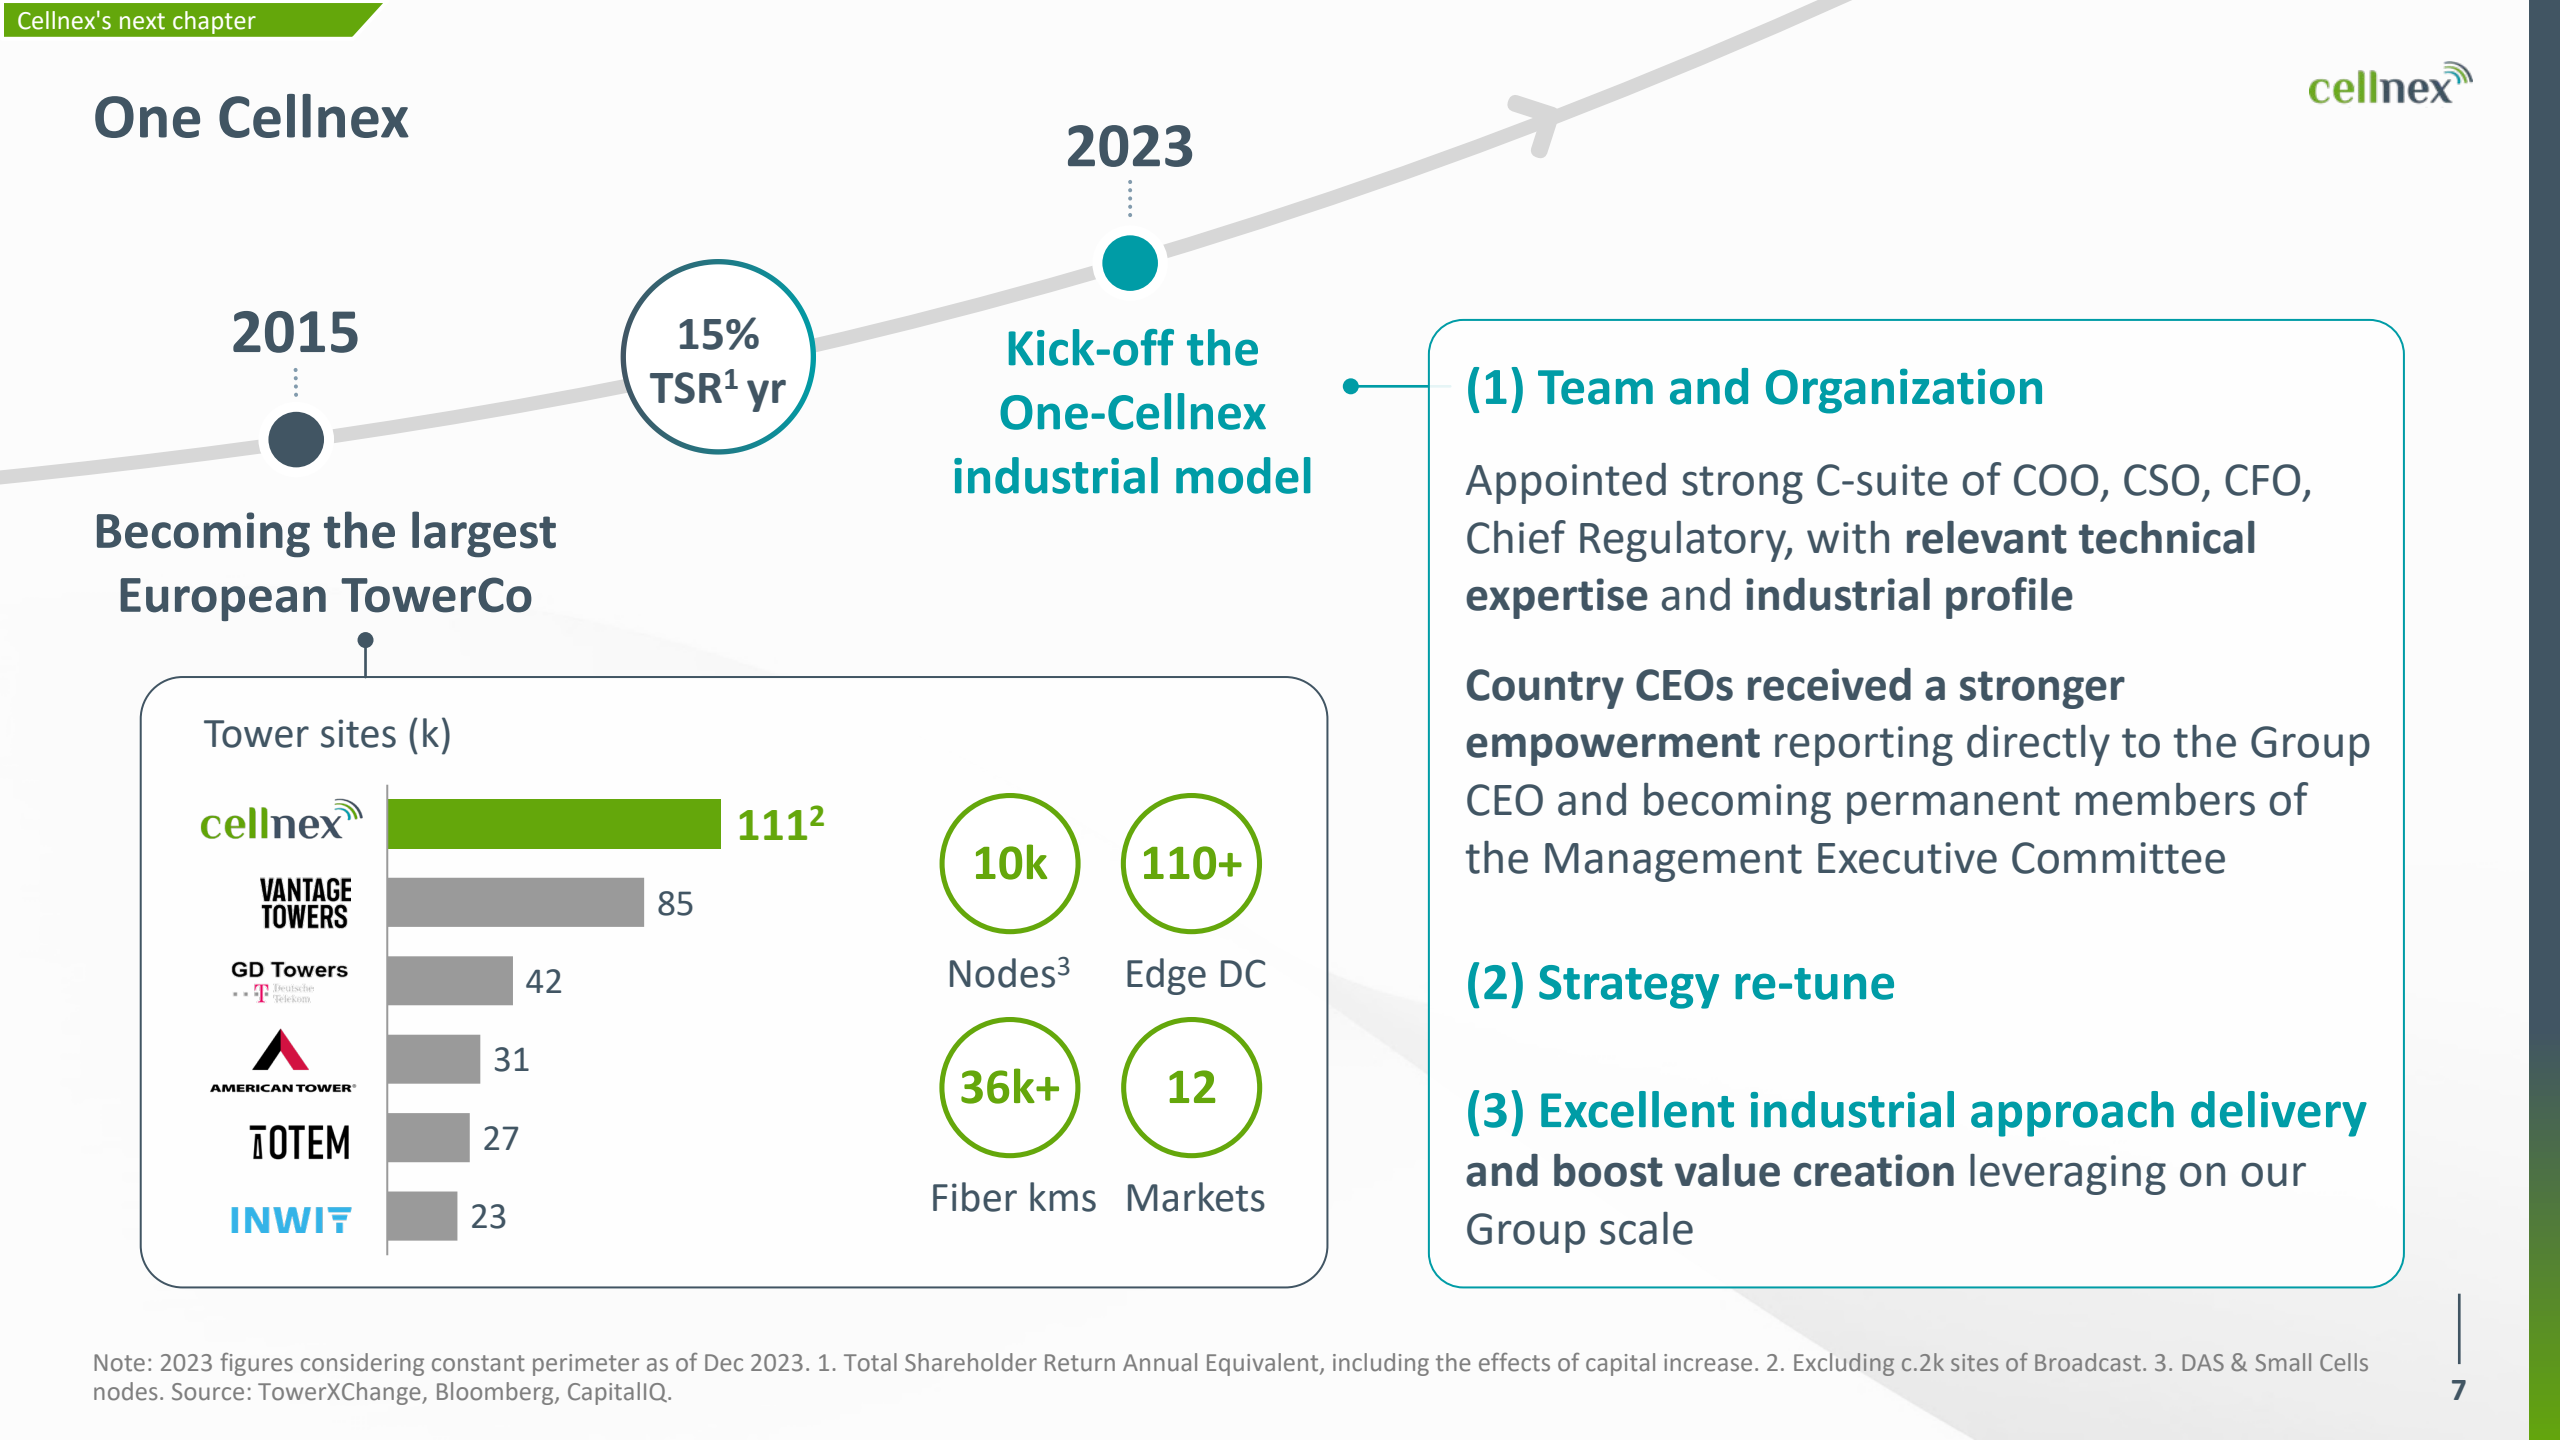 Cellnex's next chapter
One Cellnex
cellnex
2023
2015
15%
TSR¹ yr
Kick-off the
One-Cellnex
industrial model
Becoming the largest
European TowerCo
Tower sites (k)
cellnex
111²
VANTAGE
TOWERS
85
GD Towers
T Deutsche
Telekom
42
AMERICAN TOWER®
31
TOTEM
27
INWIT
23
10k
110+
Nodes³
Edge DC
36k+
12
Fiber kms
Markets
(1) Team and Organization
Appointed strong C-suite of COO, CSO, CFO,
Chief Regulatory, with relevant technical
expertise and industrial profile
Country CEOs received a stronger
empowerment reporting directly to the Group
CEO and becoming permanent members of
the Management Executive Committee
(2) Strategy re-tune
(3) Excellent industrial approach delivery
and boost value creation leveraging on our
Group scale
Note: 2023 figures considering constant perimeter as of Dec 2023. 1. Total Shareholder Return Annual Equivalent, including the effects of capital increase. 2. Excluding c.2k sites of Broadcast. 3. DAS & Small Cells
nodes. Source: TowerXChange, Bloomberg, CapitalIQ.
7